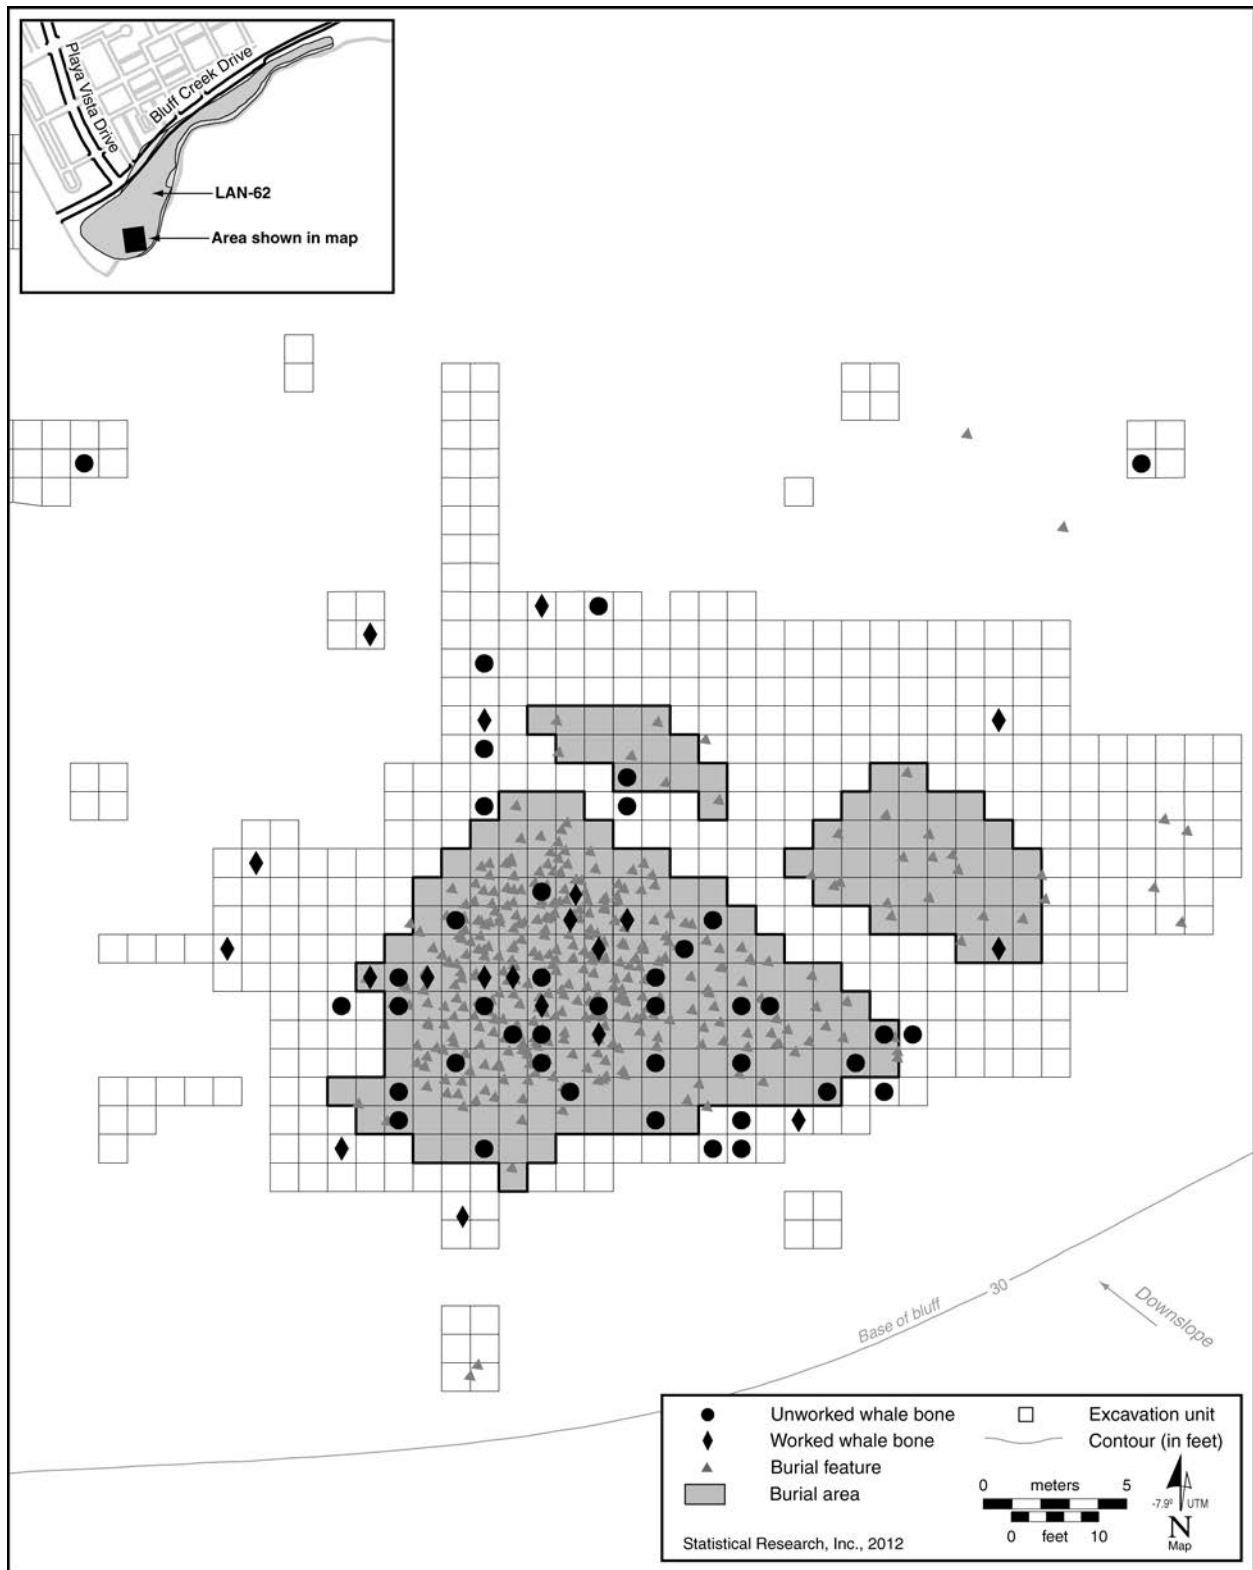 Playa Vista Drive
Bluff Creek Drive
LAN-62
Area shown in map
Base of bluff
30
Downslope
Unworked whale bone
Worked whale bone
Burial feature
Burial area
Excavation unit
Contour (in feet)
0 meters 5
0 feet 10
-7.9º UTM
N
Map
Statistical Research, Inc., 2012